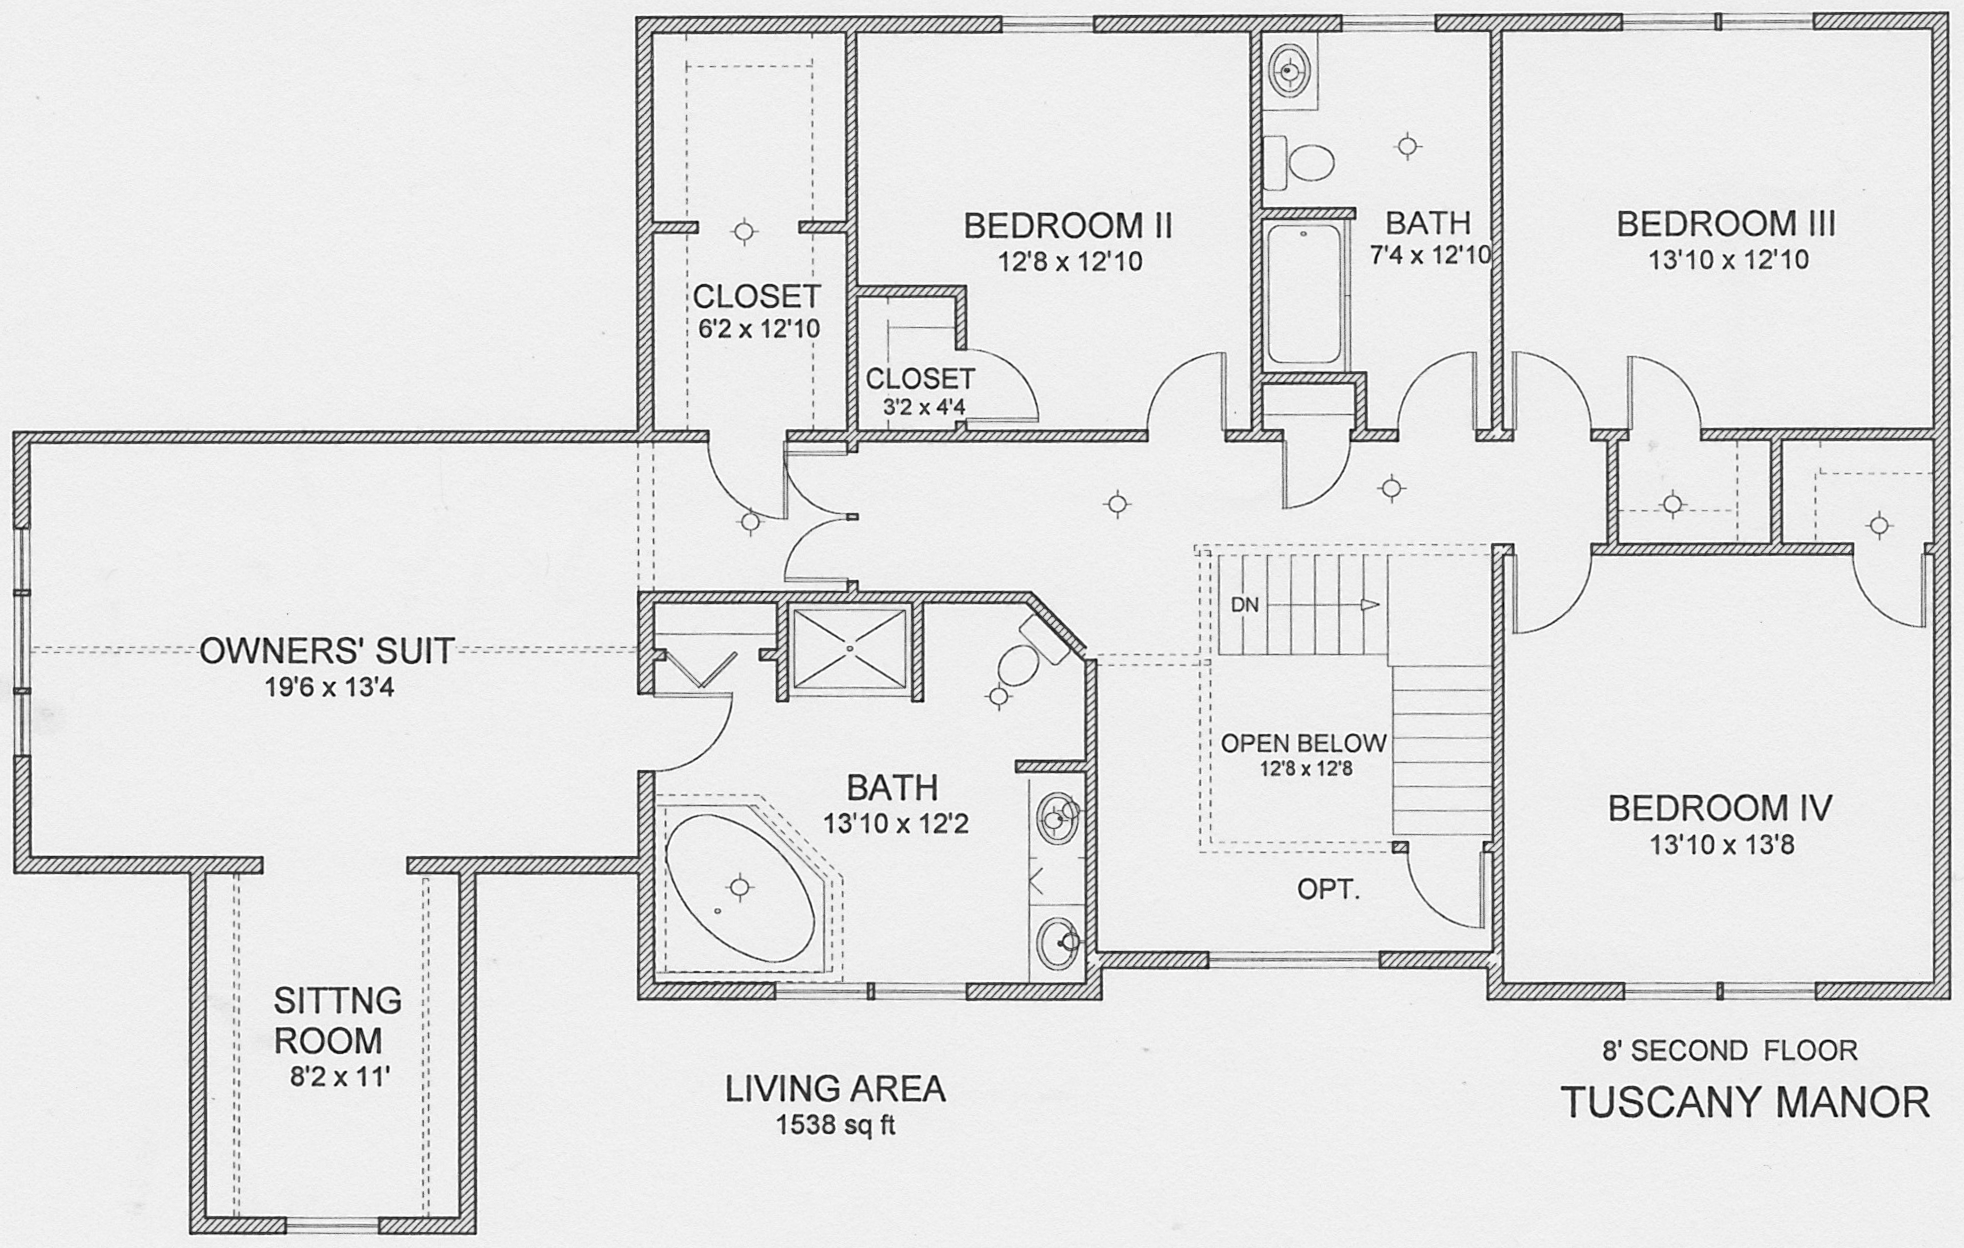 BEDROOM II
12'8 x 12'10
BATH
7'4 x 12'10
BEDROOM III
13'10 x 12'10
CLOSET
6'2 x 12'10
CLOSET
3'2 x 4'4
OWNERS' SUIT
19'6 x 13'4
DN
OPEN BELOW
12'8 x 12'8
BATH
13'10 x 12'2
BEDROOM IV
13'10 x 13'8
OPT.
SITTNG
ROOM
8'2 x 11'
LIVING AREA
1538 sq ft
8' SECOND FLOOR
TUSCANY MANOR